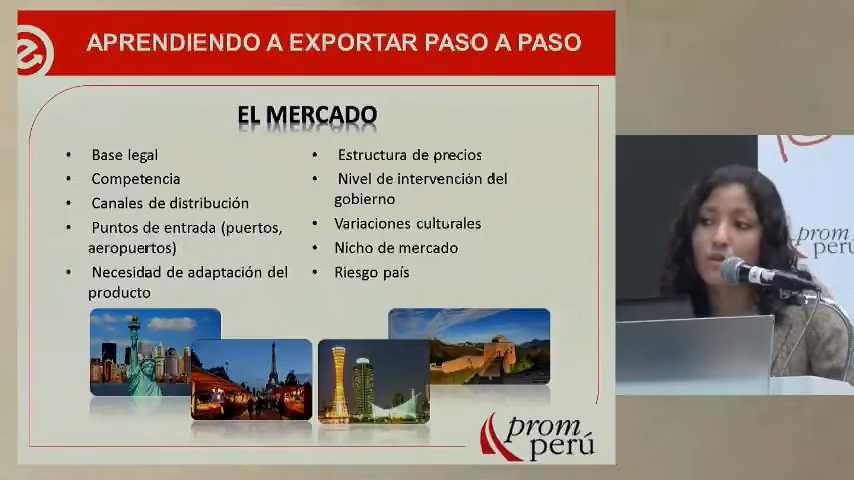 APRENDIENDO A EXPORTAR PASO A PASO
EL MERCADO
• Base legal
• Competencia
• Canales de distribución
• Puntos de entrada (puertos,
aeropuertos)
• Necesidad de adaptación del
producto
• Estructura de precios
• Nivel de intervención del
gobierno
• Variaciones culturales
• Nicho de mercado
• Riesgo país
prom
perú
prom
perú